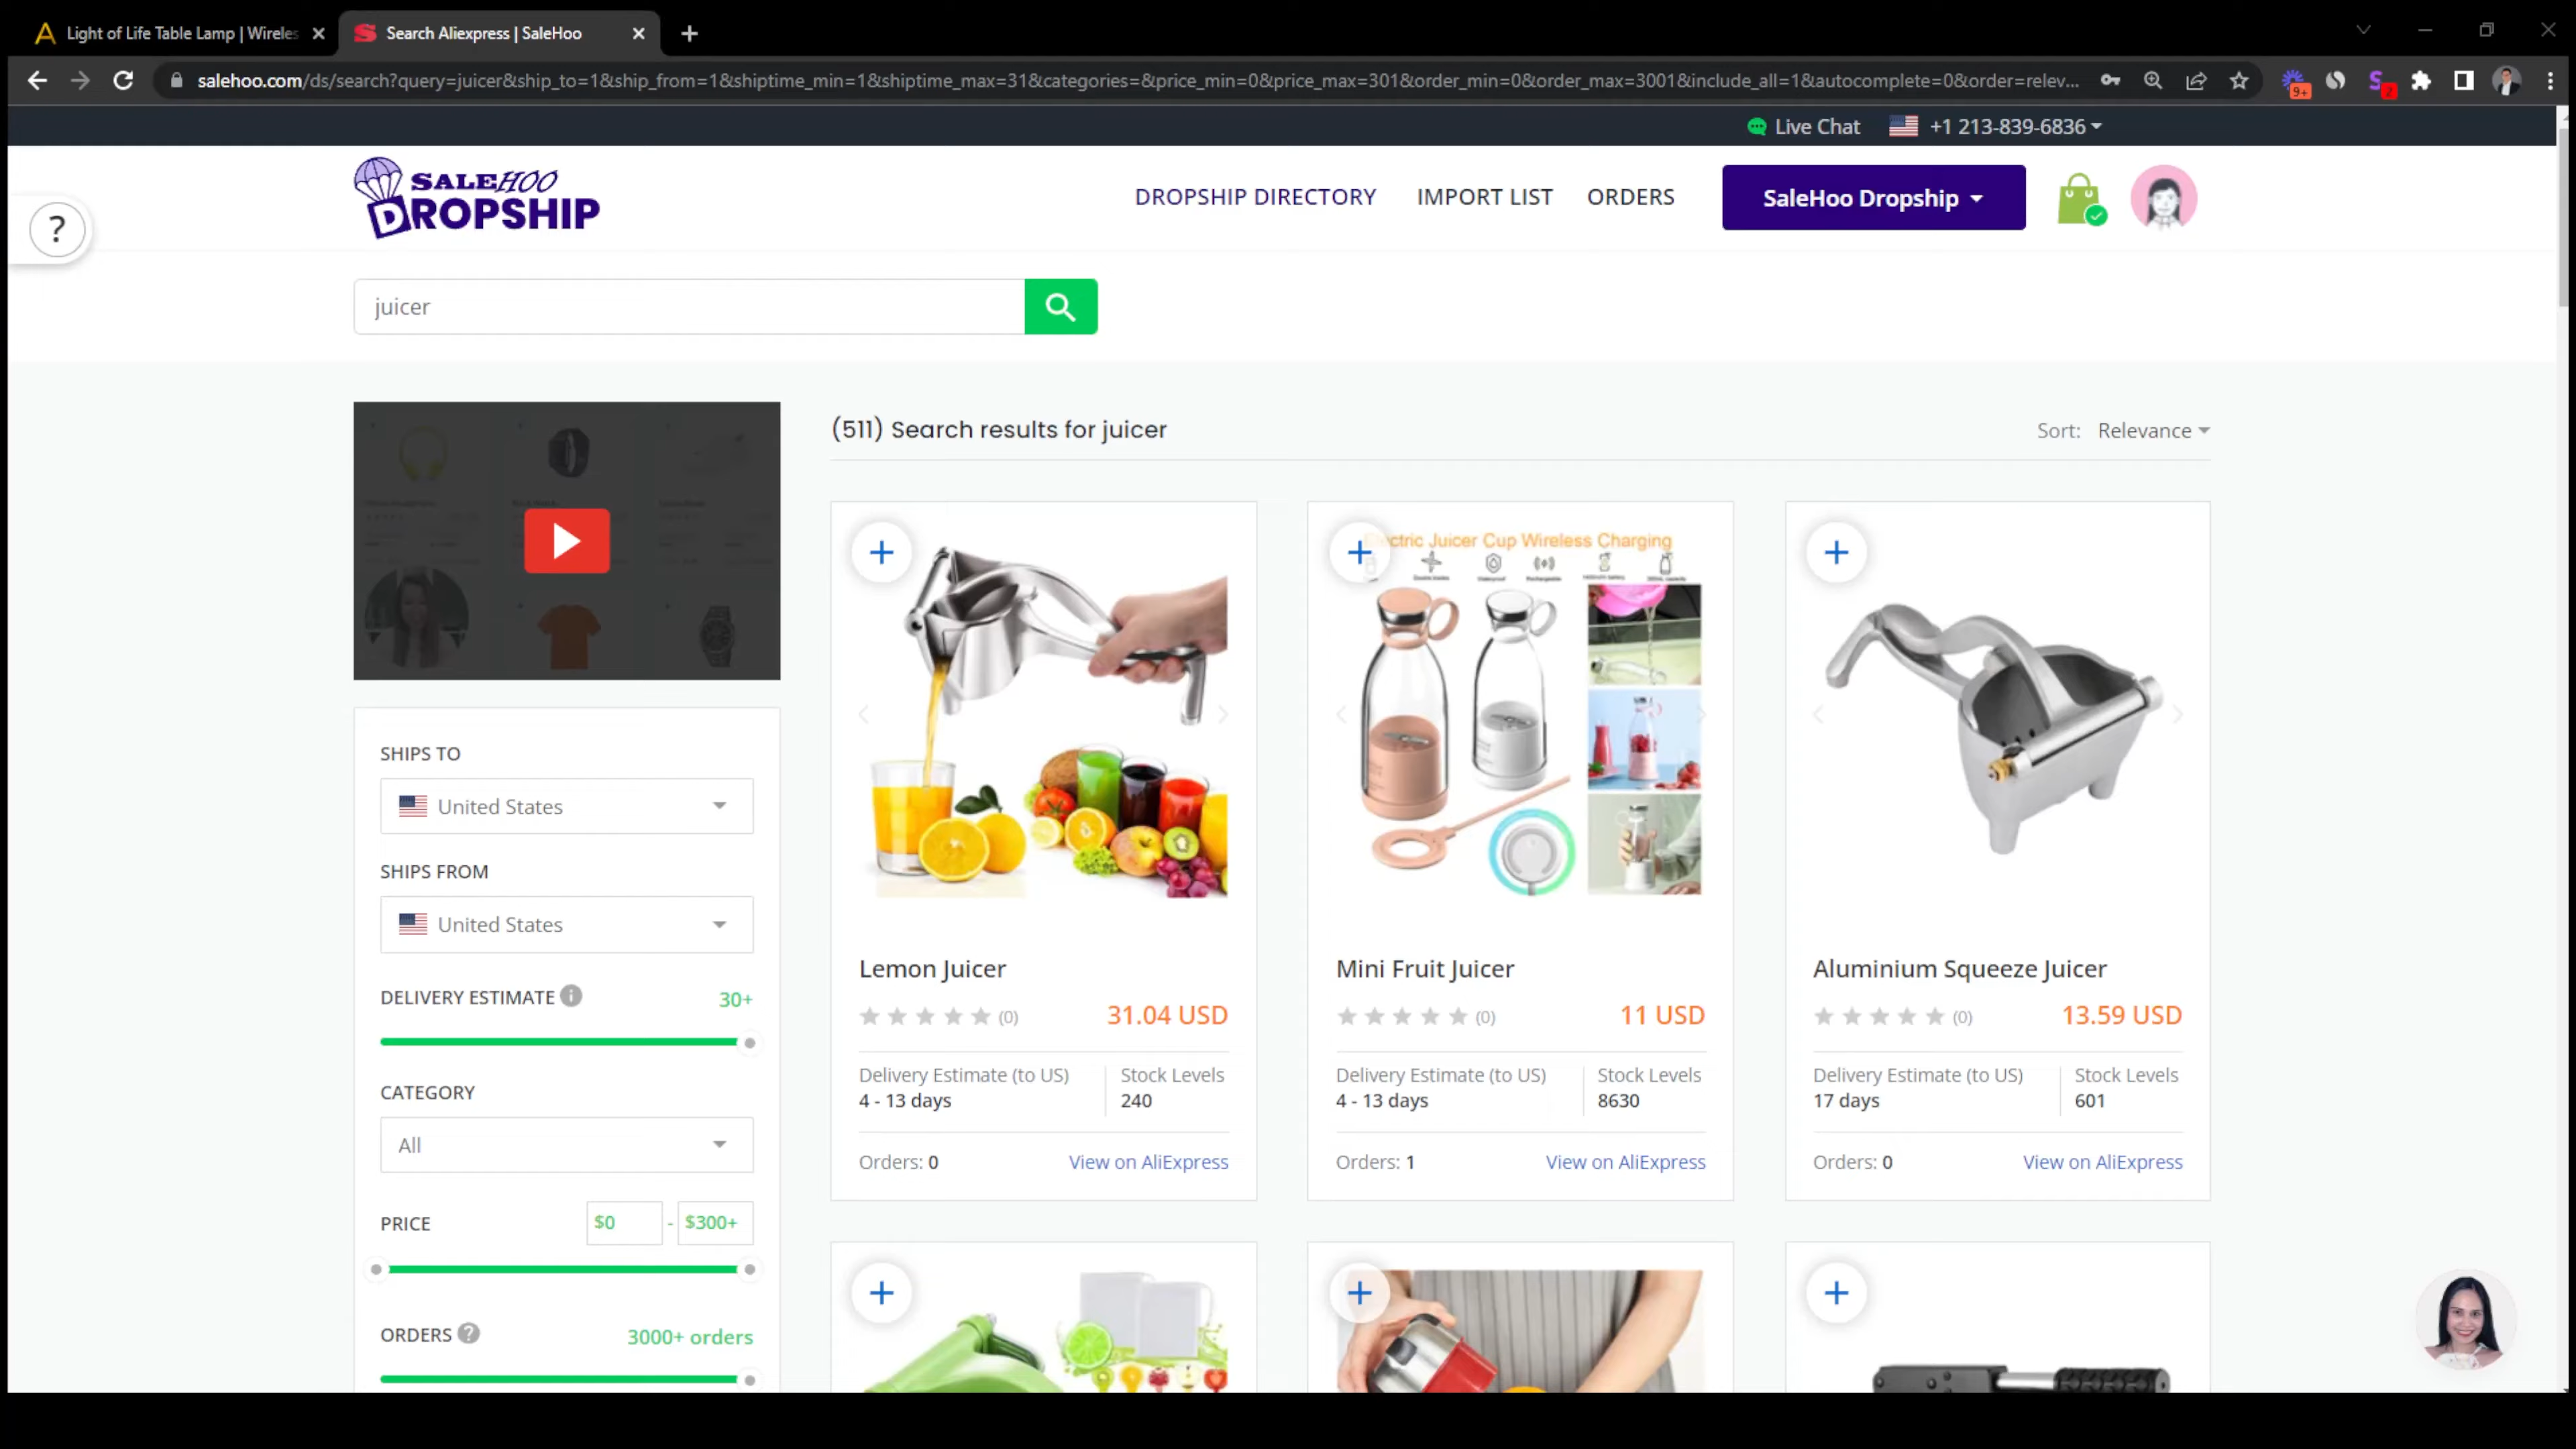 Light of Life Table Lamp | Wireles
Search Aliexpress | SaleHoo
salehoo.com/ds/search?query=juicer&ship_to=1&ship_from=1&shiptime_min=1&shiptime_max=31&categories=&price_min=0&price_max=301&order_min=0&order_max=3001&include_all=1&autocomplete=0&order=relev...
9+
2
Live Chat
+1 213-839-6836
?
SALEHOO
DROPSHIP
DROPSHIP DIRECTORY
IMPORT LIST
ORDERS
SaleHoo Dropship
juicer
(511) Search results for juicer
Sort: Relevance
SHIPS TO
United States
SHIPS FROM
United States
DELIVERY ESTIMATE
30+
CATEGORY
All
PRICE
$0 - $300+
ORDERS
3000+ orders
Lemon Juicer
(0)
31.04 USD
Delivery Estimate (to US)
4 - 13 days
Stock Levels
240
Orders: 0
View on AliExpress
ctric Juicer Cup Wireless Charging
Mini Fruit Juicer
(0)
11 USD
Delivery Estimate (to US)
4 - 13 days
Stock Levels
8630
Orders: 1
View on AliExpress
Aluminium Squeeze Juicer
(0)
13.59 USD
Delivery Estimate (to US)
17 days
Stock Levels
601
Orders: 0
View on AliExpress